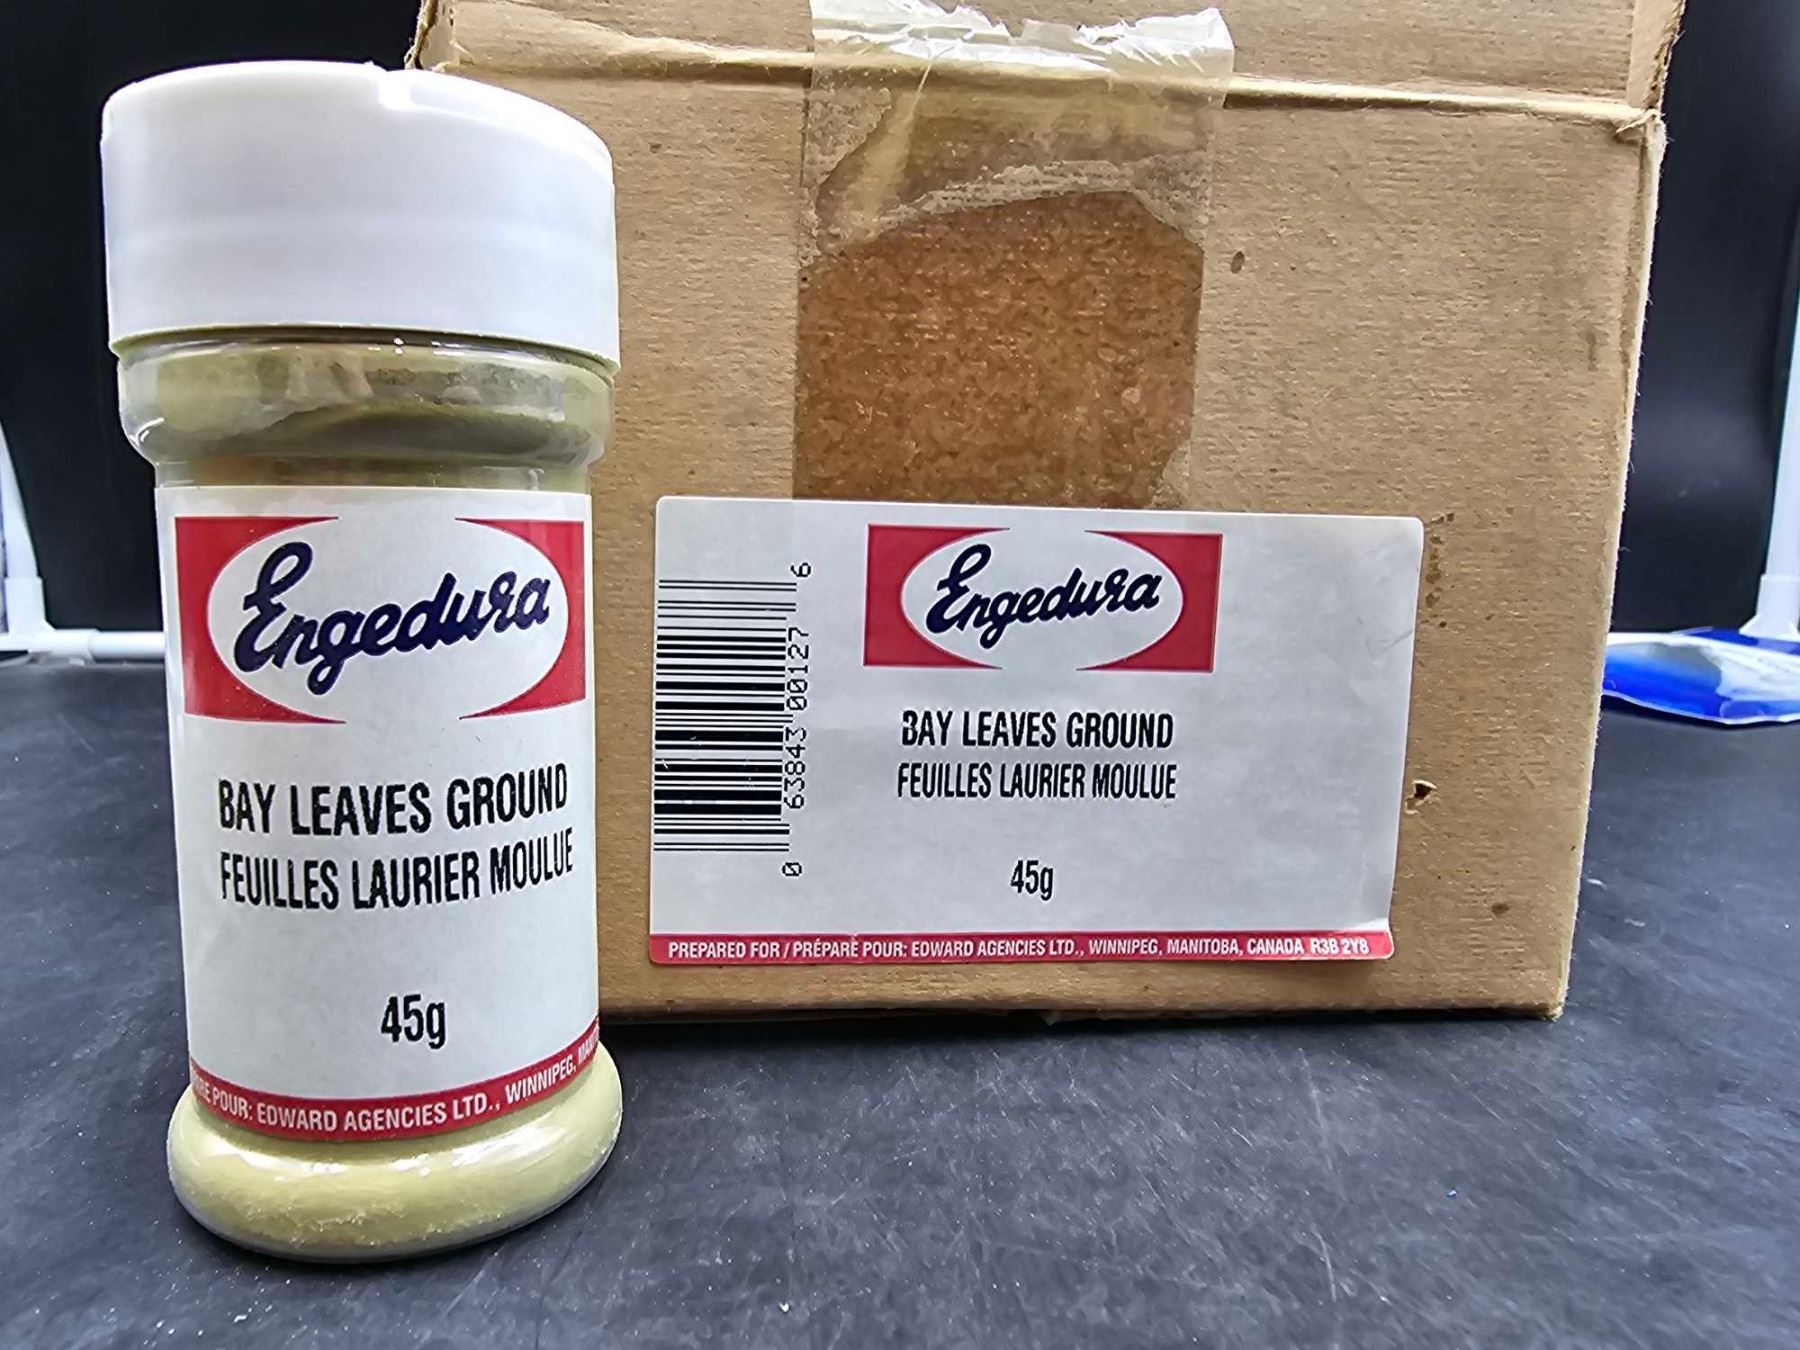 Engedura
BAY LEAVES GROUND
FEUILLES LAURIER MOULUE
45g
POUR: EDWARD AGENCIES LTD., WINNIPEG,
Engedura
BAY LEAVES GROUND
FEUILLES LAURIER MOULUE
45g
0 63843 00127 6
PREPARED FOR / PRÉPARÉ POUR: EDWARD AGENCIES LTD., WINNIPEG, MANITOBA, CANADA R3B 2Y8